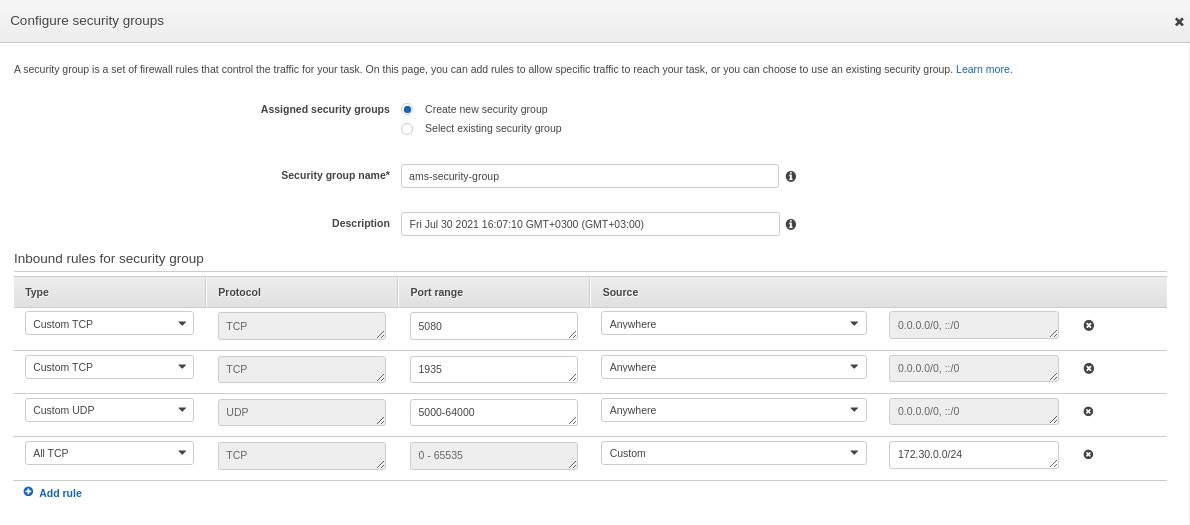 Configure security groups
A security group is a set of firewall rules that control the traffic for your task. On this page, you can add rules to allow specific traffic to reach your task, or you can choose to use an existing security group. Learn more.
Assigned security groups Create new security group
Select existing security group
Security group name* ams-security-group
Description Fri Jul 30 2021 16:07:10 GMT+0300 (GMT+03:00)
Inbound rules for security group
Type Protocol Port range Source
Custom TCP TCP 5080 Anywhere 0.0.0.0/0, ::/0
Custom TCP TCP 1935 Anywhere 0.0.0.0/0, ::/0
Custom UDP UDP 5000-64000 Anywhere 0.0.0.0/0, ::/0
All TCP TCP 0 - 65535 Custom 172.30.0.0/24
Add rule